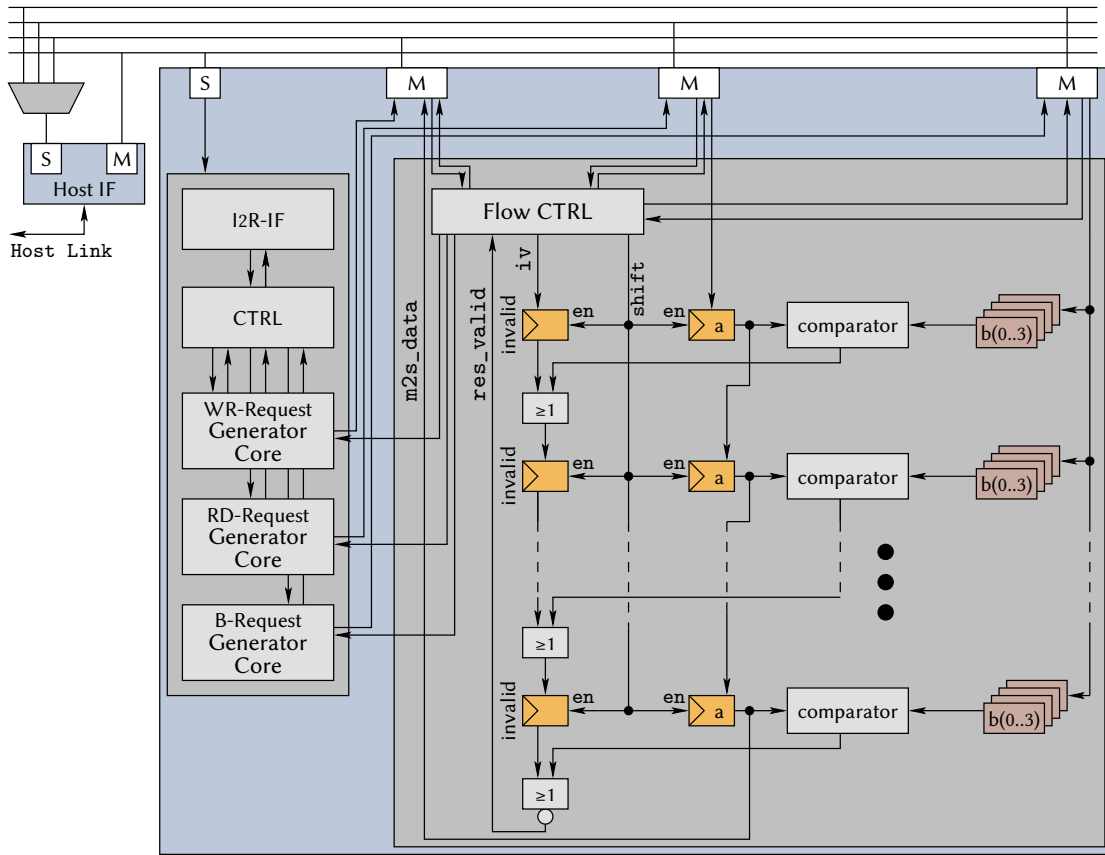 S
M
M
M
S
M
Host IF
Host Link
I2R-IF
Flow CTRL
CTRL
iv
shift
m2s_data
res_valid
invalid
en
en
a
comparator
b(0..3)
≥1
WR-Request
Generator
Core
invalid
en
en
a
comparator
b(0..3)
RD-Request
Generator
Core
B-Request
Generator
Core
≥1
invalid
en
en
a
comparator
b(0..3)
≥1